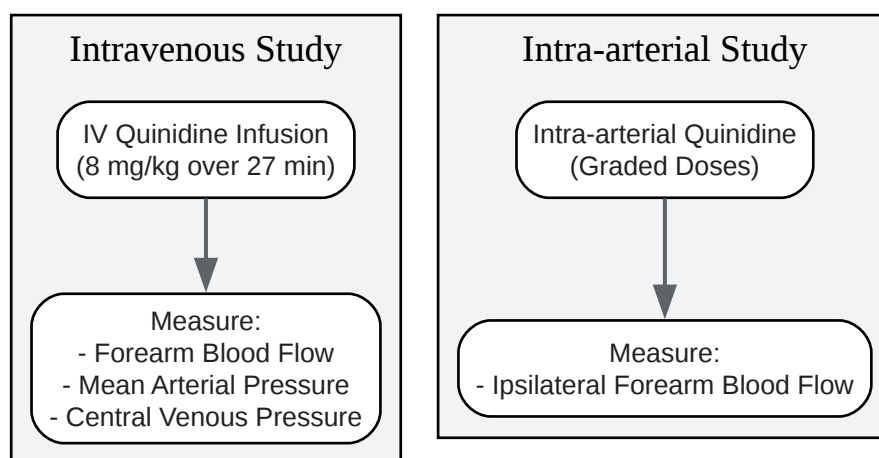 Intravenous Study
IV Quinidine Infusion
(8 mg/kg over 27 min)
Measure:
- Forearm Blood Flow
- Mean Arterial Pressure
- Central Venous Pressure
Intra-arterial Study
Intra-arterial Quinidine
(Graded Doses)
Measure:
- Ipsilateral Forearm Blood Flow